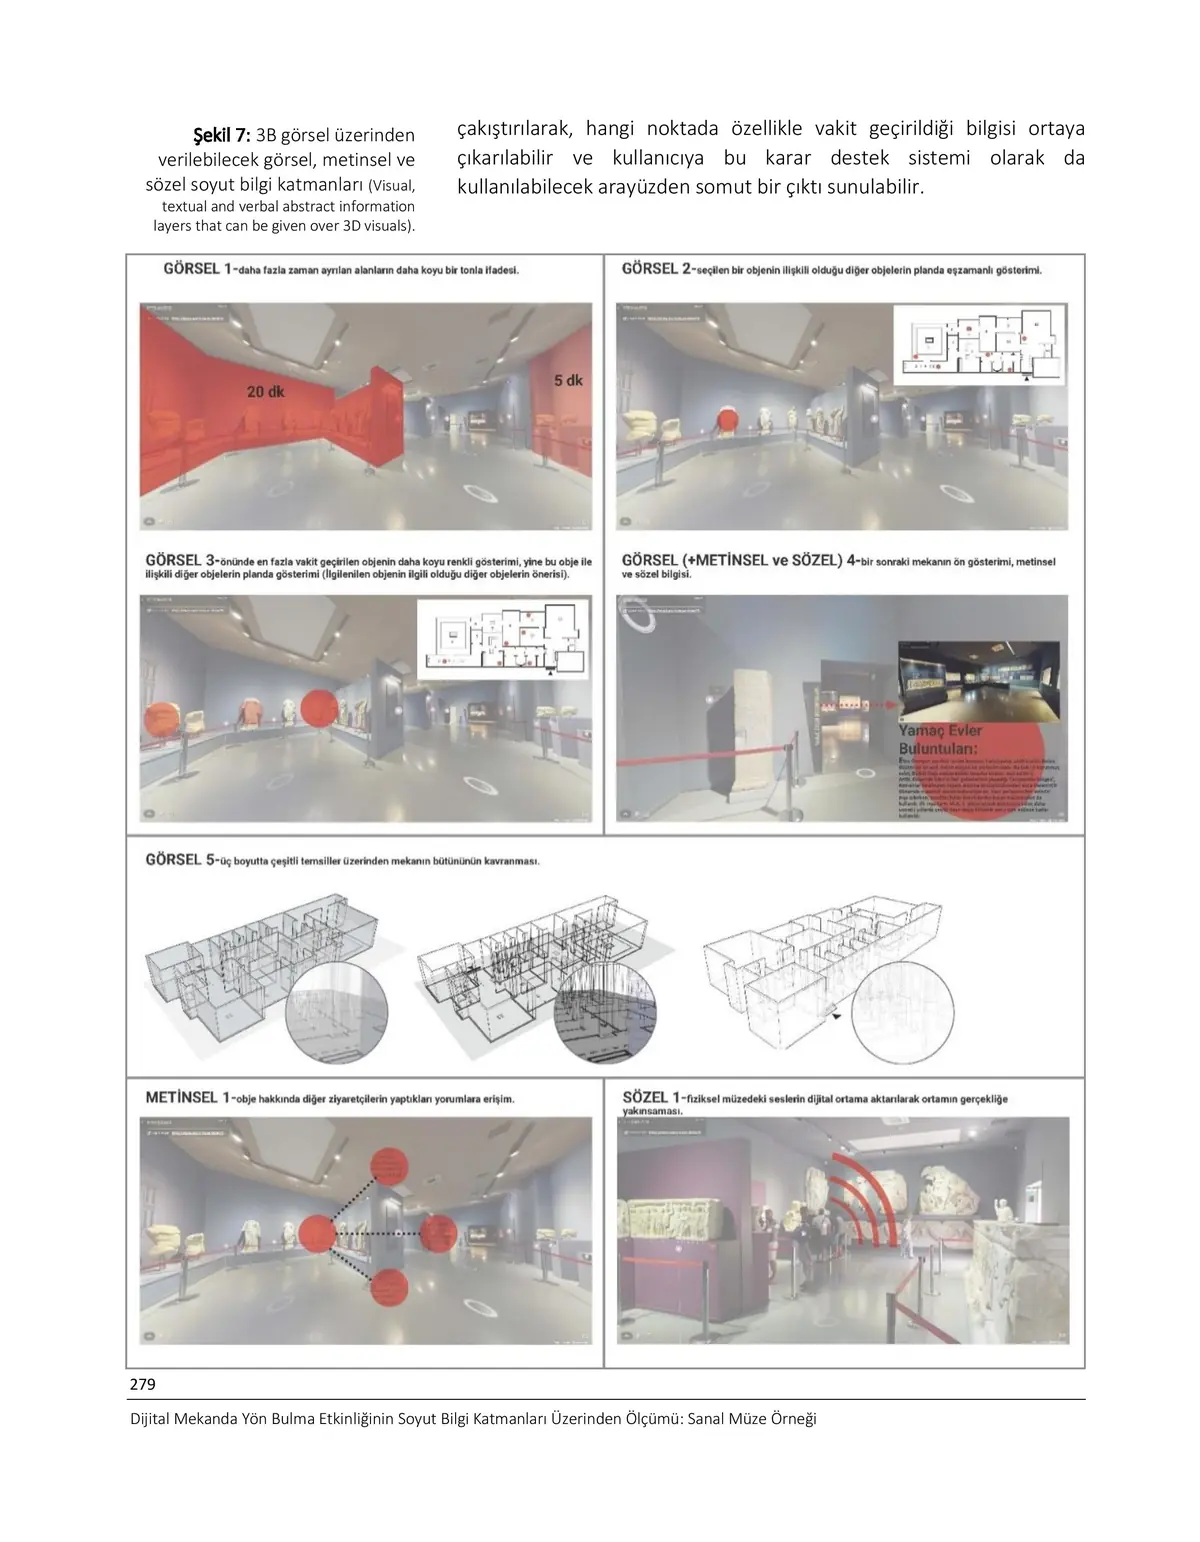 Şekil 7: 3B görsel üzerinden
verilebilecek görsel, metinsel ve
sözel soyut bilgi katmanları (Visual,
textual and verbal abstract information
layers that can be given over 3D visuals).
çakıştırılarak, hangi noktada özellikle vakit geçirildiği bilgisi ortaya
çıkarılabilir ve kullanıcıya bu karar destek sistemi olarak da
kullanılabilecek arayüzden somut bir çıktı sunulabilir.
GÖRSEL 1-daha fazla zaman ayrılan alanların daha koyu bir tonla ifadesi.
20 dk
5 dk
GÖRSEL 2-seçilen bir objenin ilişkili olduğu diğer objelerin planda eşzamanlı gösterimi.
GÖRSEL 3-önünde en fazla vakit geçirilen objenin daha koyu renkli gösterimi, yine bu obje ile
ilişkili diğer objelerin planda gösterimi (İlgilenilen objenin ilgili olduğu diğer objelerin önerisi).
GÖRSEL (+METİNSEL ve SÖZEL) 4-bir sonraki mekanın ön gösterimi, metinsel
ve sözel bilgisi.
Yamaç Evler
Buluntuları;
GÖRSEL 5-üç boyutta çeşitli temsiller üzerinden mekanın bütününün kavranması.
METİNSEL 1-obje hakkında diğer ziyaretçilerin yaptıkları yorumlara erişim.
SÖZEL 1-fiziksel müzedeki seslerin dijital ortama aktarılarak ortamın gerçekliğe
yakınsaması.
279
Dijital Mekanda Yön Bulma Etkinliğinin Soyut Bilgi Katmanları Üzerinden Ölçümü: Sanal Müze Örneği